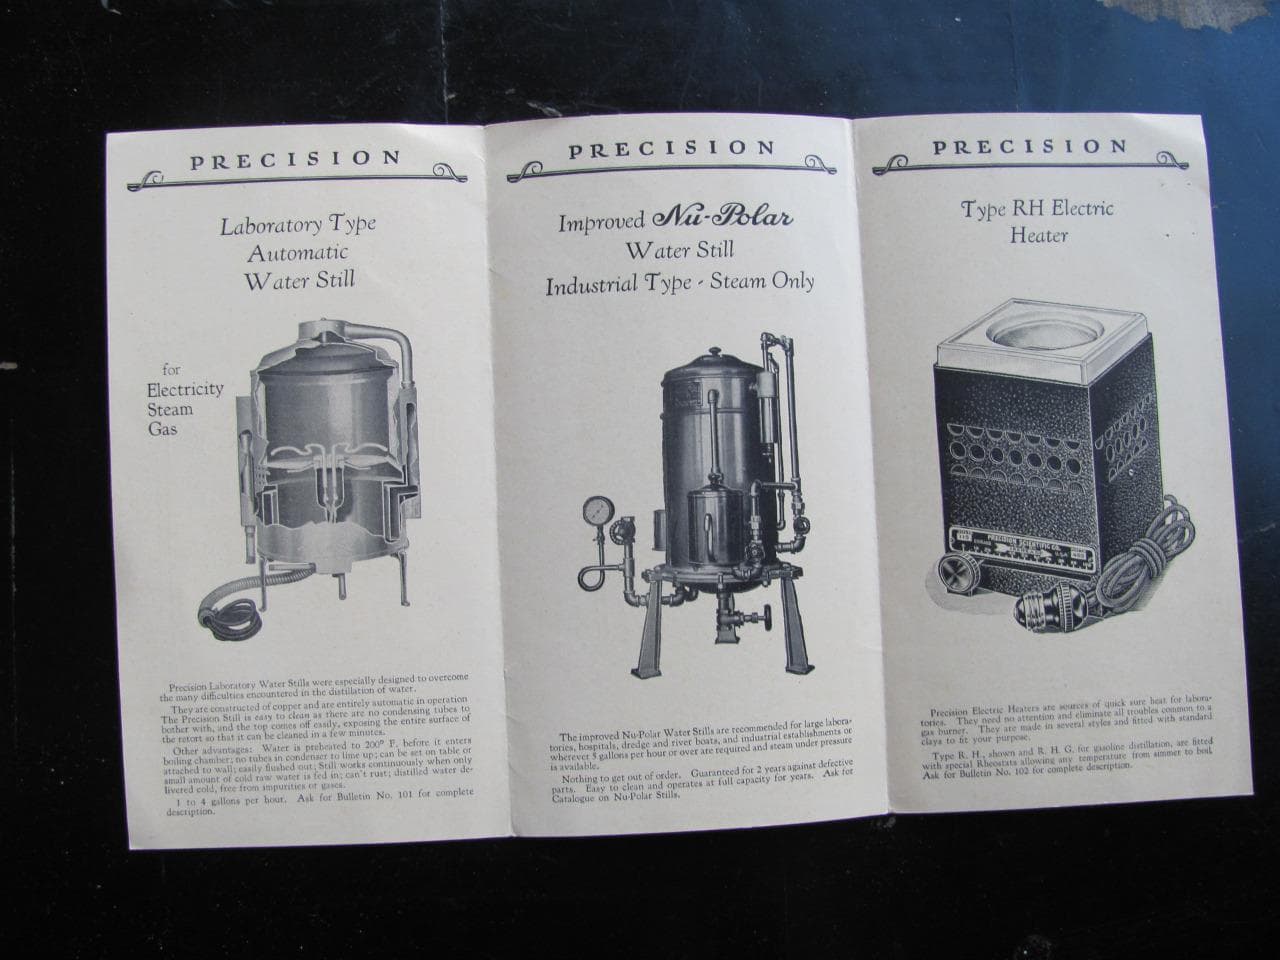 PRECISION
Laboratory Type
Automatic
Water Still
for
Electricity
Steam
Gas
Precision Laboratory Water Stills were especially designed to overcome
the many difficulties encountered in the distillation of water.
They are constructed of copper and are entirely automatic in operation
The Precision Still is easy to clean as there are no condensing tubes to
bother with, and the top comes off easily, exposing the entire surface of
the retort so that it can be cleaned in a few minutes.
Other advantages: Water is preheated to 200° F. before it enters
boiling chamber; no tubes in condenser to lime up; can be set on table or
attached to wall; easily flushed out; Still works continuously when only
small amount of cold raw water is fed in; can't rust; distilled water de-
livered cold, free from impurities or gases.
1 to 4 gallons per hour. Ask for Bulletin No. 101 for complete
description.
PRECISION
Improved Nu-Polar
Water Still
Industrial Type - Steam Only
The improved Nu-Polar Water Stills are recommended for large labora-
tories, hospitals, dredge and river boats, and industrial establishments or
wherever 5 gallons per hour or over are required and steam under pressure
is available.
Nothing to get out of order. Guaranteed for 2 years against defective
parts. Easy to clean and operates at full capacity for years. Ask for
Catalogue on Nu-Polar Stills.
PRECISION
Type RH Electric
Heater
110
PRECISION SCIENTIFIC CO.
Precision Electric Heaters are sources of quick sure heat for labora-
tories. They need no attention and eliminate all troubles common to a
gas burner. They are made in several styles and fitted with standard
clays to fit your purpose.
Type R. H., shown and R. H. G. for gasoline distillation, are fitted
with special Rheostats allowing any temperature from simmer to boil.
Ask for Bulletin No. 102 for complete description.